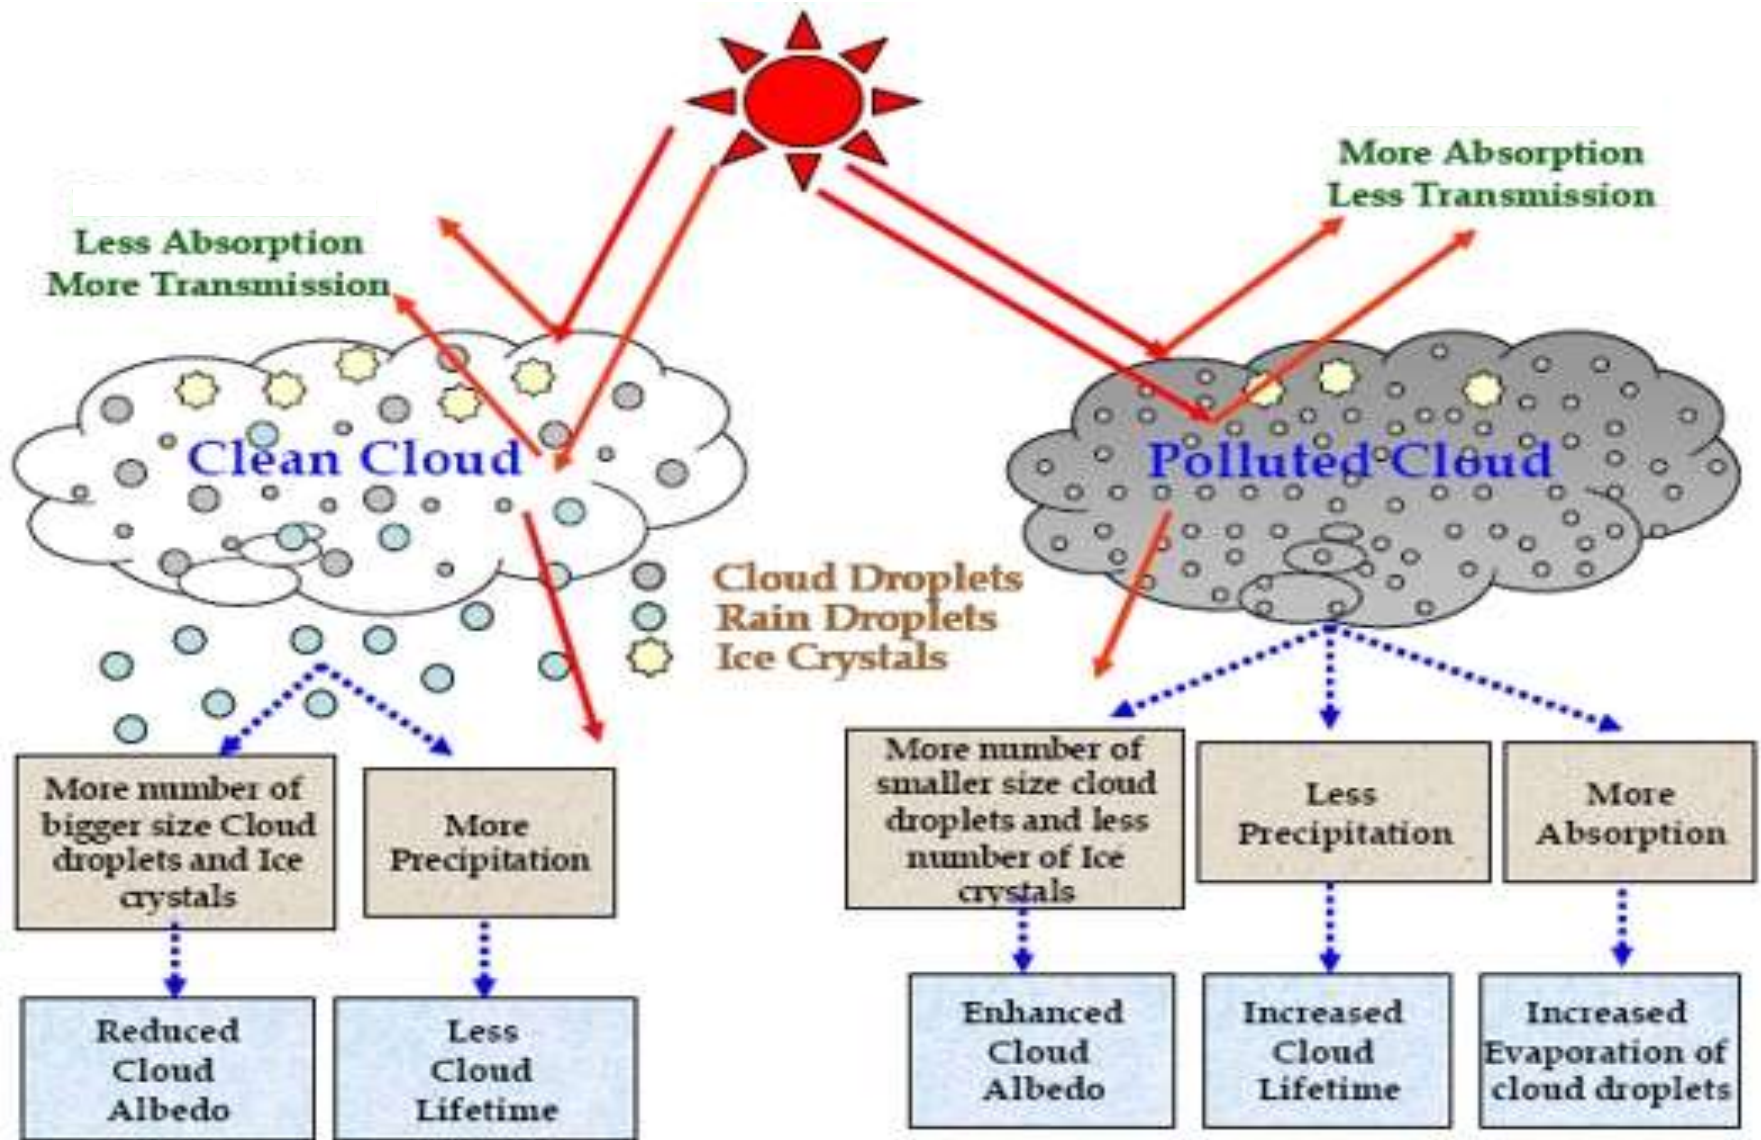 More Absorption
Less Transmission
Less Absorption
More Transmission
Clean Cloud
Polluted Cloud
Cloud Droplets
Rain Droplets
Ice Crystals
More number of
bigger size Cloud
droplets and Ice
crystals
More
Precipitation
More number of
smaller size cloud
droplets and less
number of Ice
crystals
Less
Precipitation
More
Absorption
Reduced
Cloud
Albedo
Less
Cloud
Lifetime
Enhanced
Cloud
Albedo
Increased
Cloud
Lifetime
Increased
Evaporation of
cloud droplets